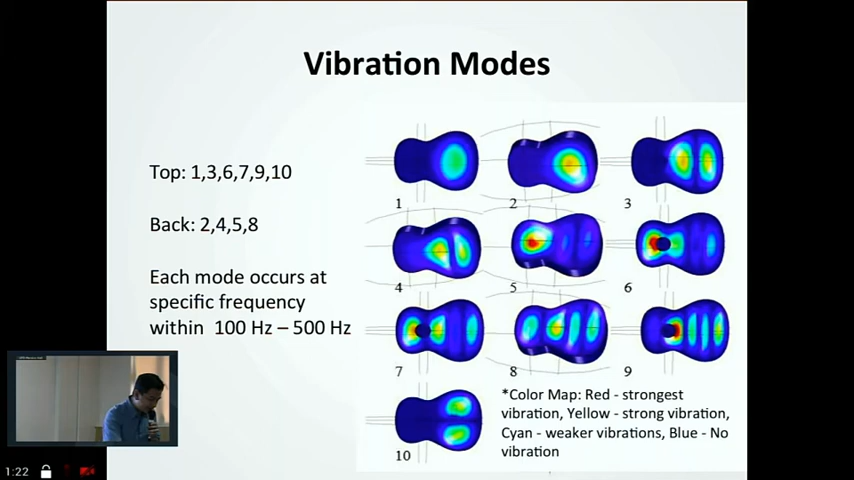 Vibration Modes
Top: 1,3,6,7,9,10
Back: 2,4,5,8
Each mode occurs at
specific frequency
within 100 Hz – 500 Hz
1
2
3
4
5
6
7
8
9
10
*Color Map: Red - strongest
vibration, Yellow - strong vibration,
Cyan - weaker vibrations, Blue - No
vibration
1:22